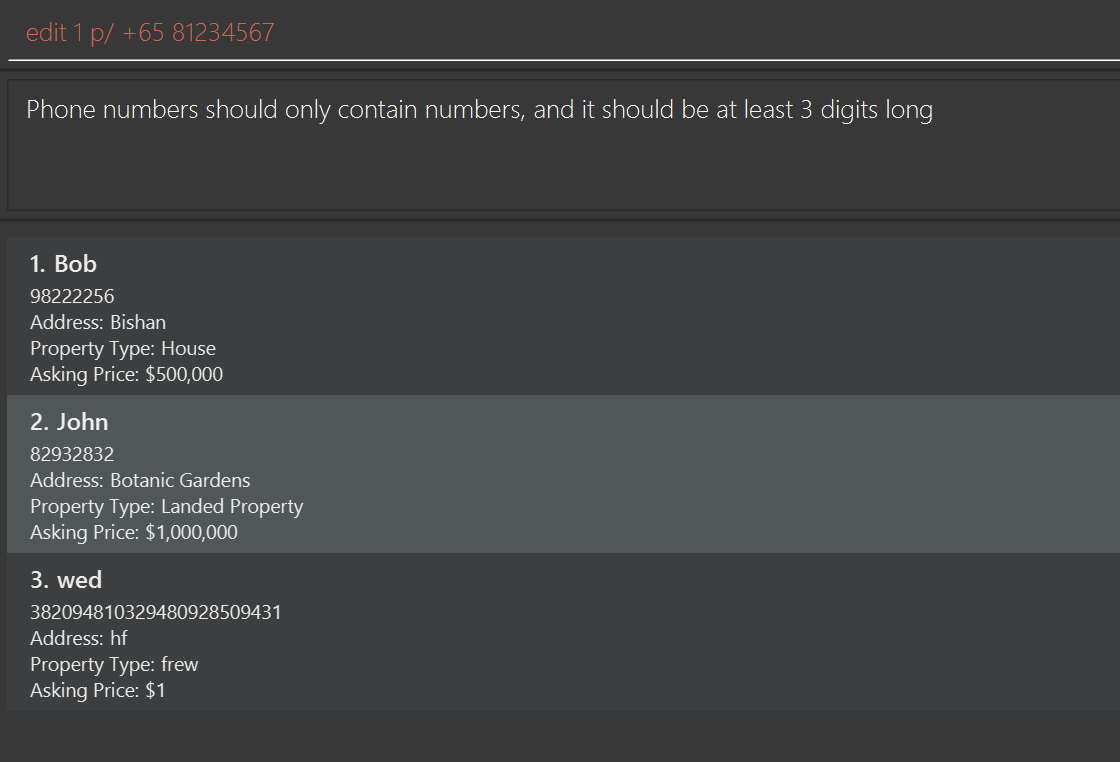 edit 1 p/ +65 81234567
Phone numbers should only contain numbers, and it should be at least 3 digits long
1. Bob
98222256
Address: Bishan
Property Type: House
Asking Price: $500,000
2. John
82932832
Address: Botanic Gardens
Property Type: Landed Property
Asking Price: $1,000,000
3. wed
382094810329480928509431
Address: hf
Property Type: frew
Asking Price: $1